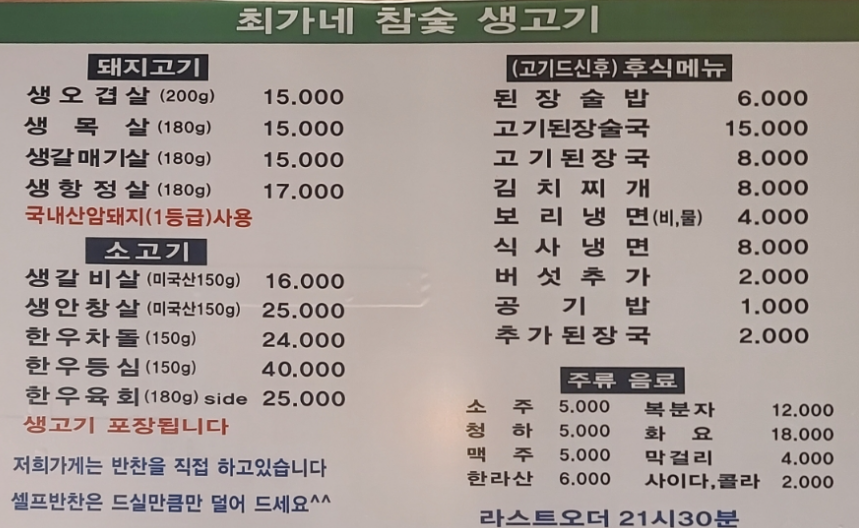 최가네 참숯 생고기
돼지고기
생오겹살 (200g) 15.000
생목살 (180g) 15.000
생갈매기살 (180g) 15.000
생항정살 (180g) 17.000
국내산암돼지(1등급)사용
소고기
생갈비살 (미국산150g) 16.000
생안창살 (미국산150g) 25.000
한우차돌 (150g) 24.000
한우등심 (150g) 40.000
한우육회 (180g) side 25.000
생고기 포장됩니다
저희가게는 반찬을 직접 하고있습니다
셀프반찬은 드실만큼만 덜어 드세요^^
(고기드신후) 후식메뉴
된장술밥 6.000
고기된장술국 15.000
고기된장국 8.000
김치찌개 8.000
보리냉면(비,물) 4.000
식사냉면 8.000
버섯추가 2.000
공기밥 1.000
추가된장국 2.000
주류 음료
소주 5.000 복분자 12.000
청하 5.000 화요 18.000
맥주 5.000 막걸리 4.000
한라산 6.000 사이다,콜라 2.000
라스트오더 21시30분